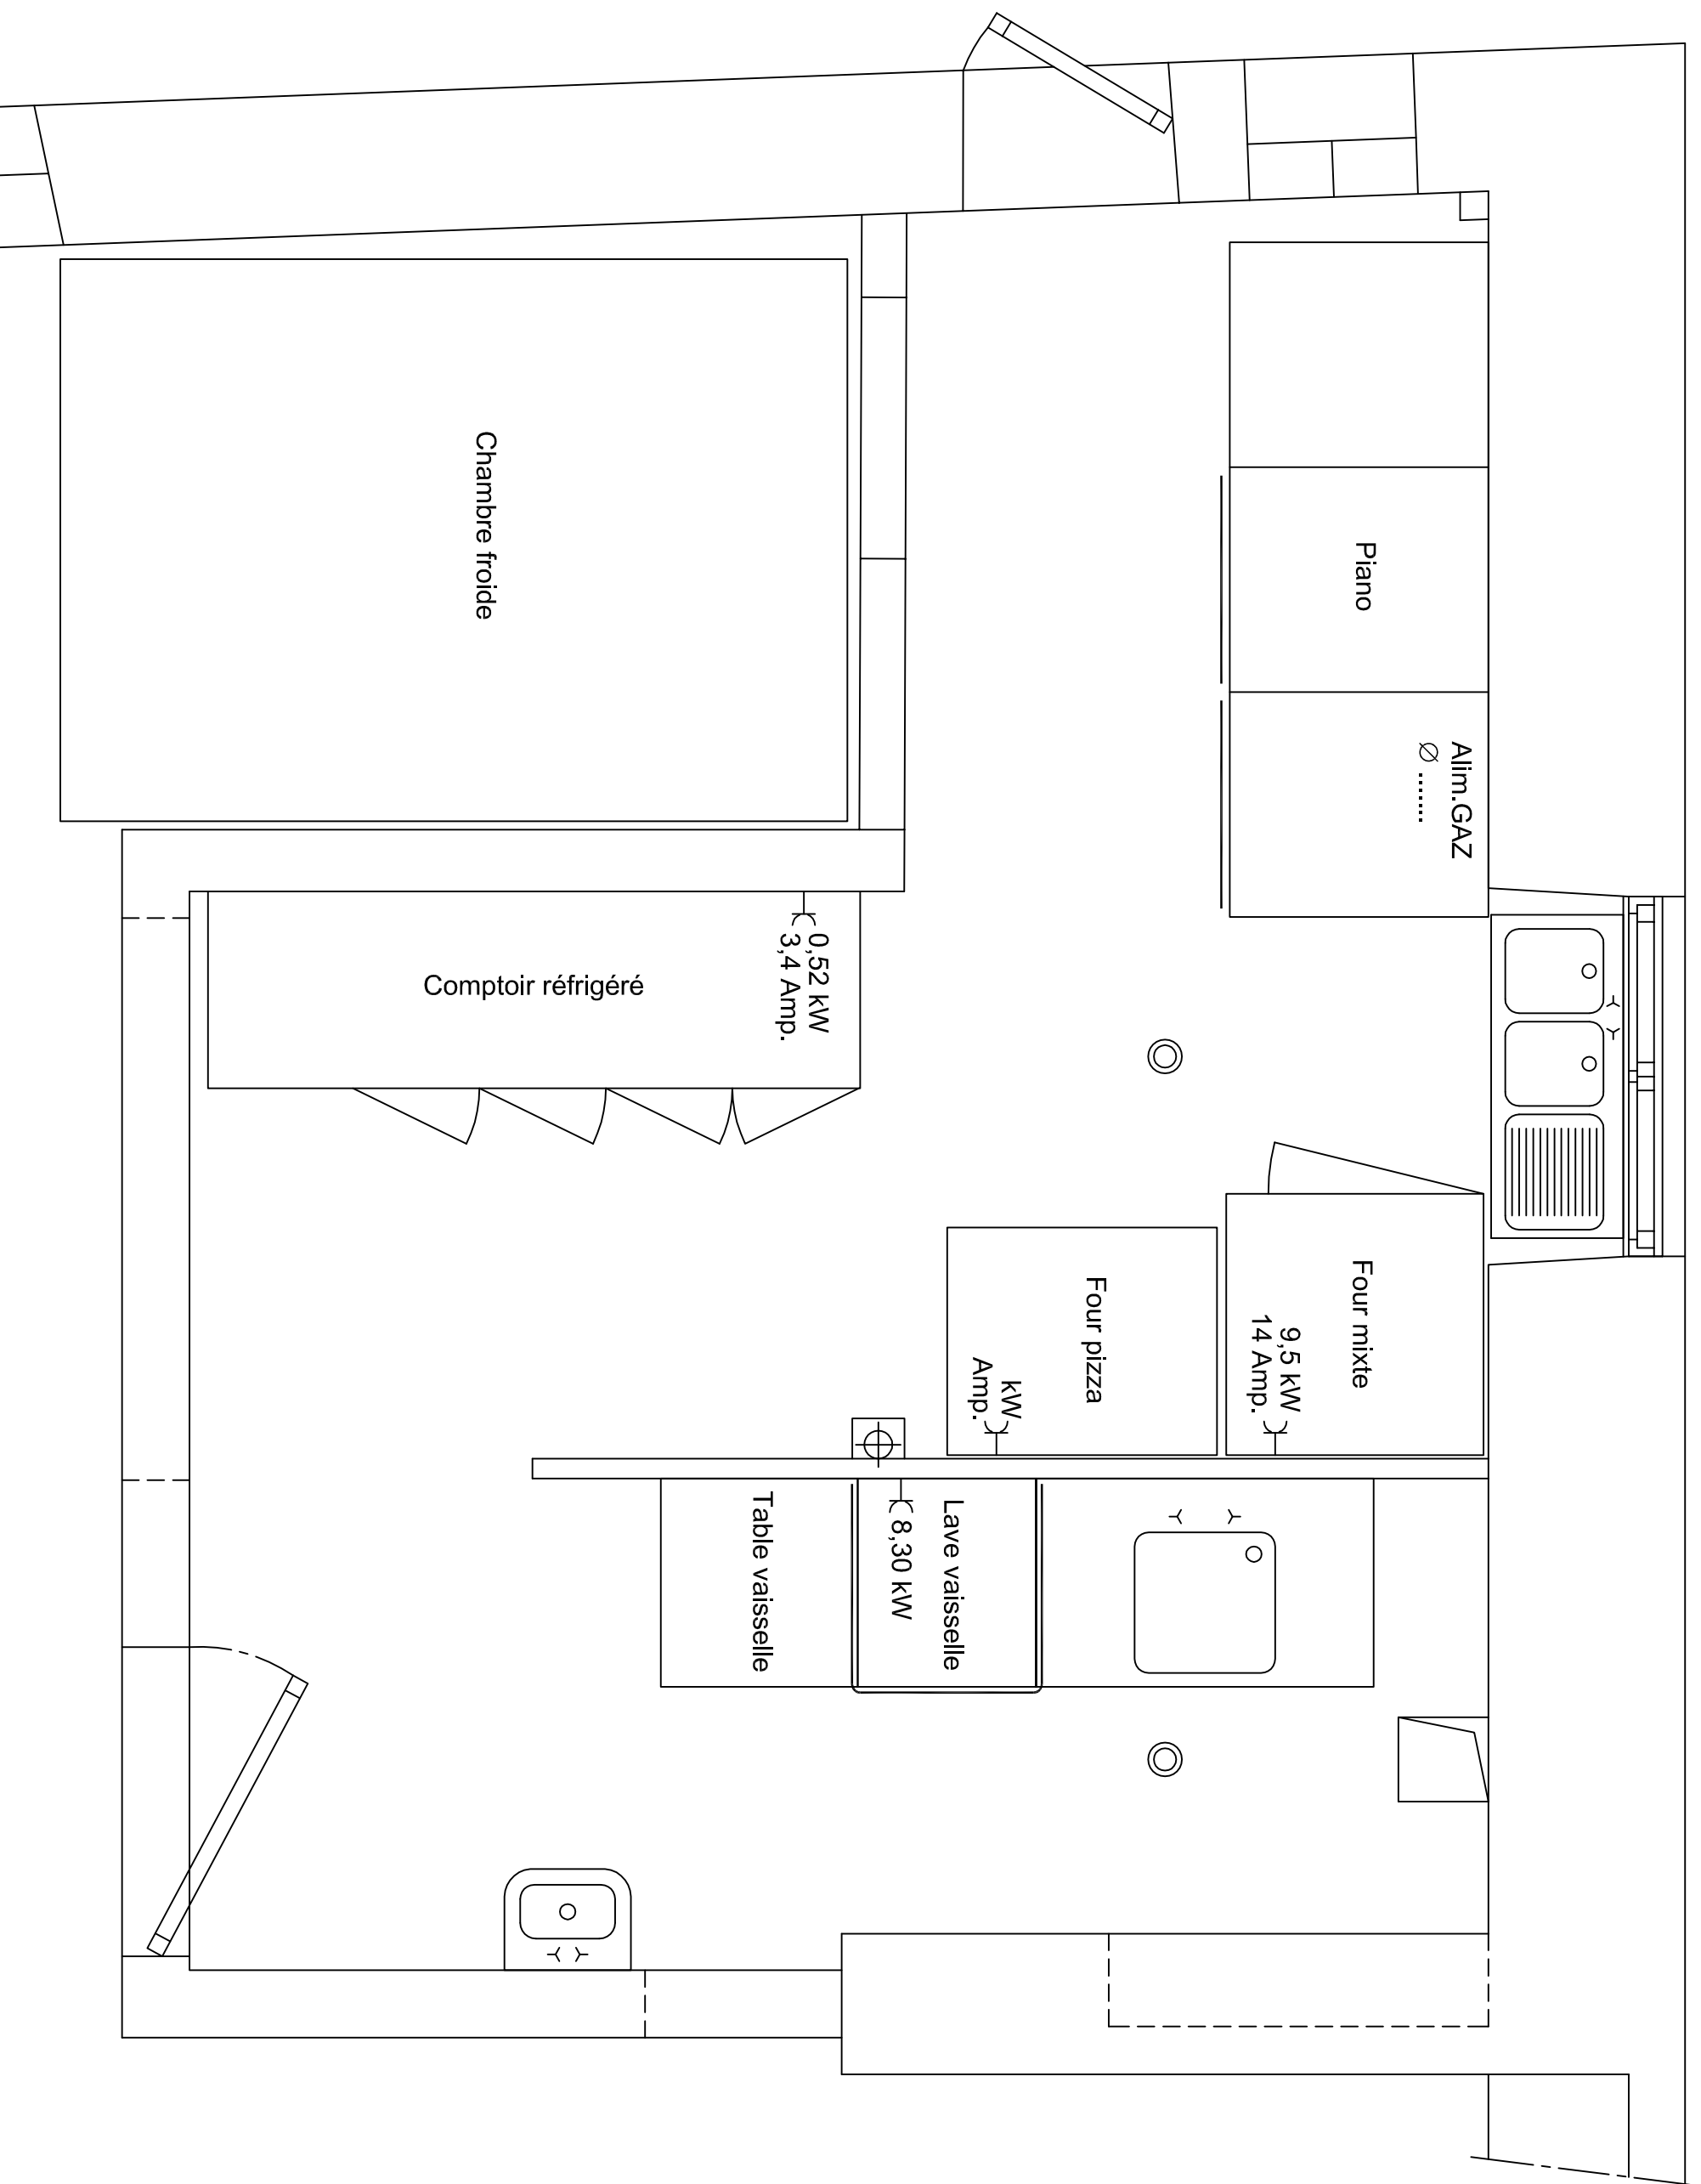 Chambre froide
Piano
Alim.GAZ
Ø .......
0,52 kW
3,4 Amp.
Comptoir réfrigéré
Four mixte
9,5 kW
14 Amp.
Four pizza
kW
Amp.
Lave vaisselle
8,30 kW
Table vaisselle